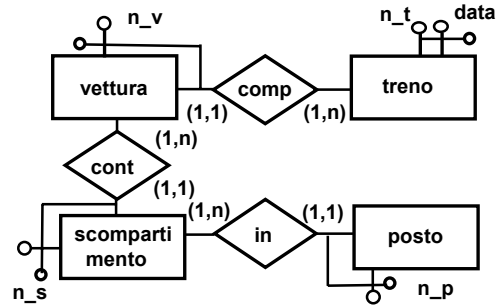 n_v
n_t
data
vettura
comp
treno
(1,1)
(1,n)
(1,n)
cont
(1,1)
(1,n)
(1,1)
scomparti
mento
in
posto
n_s
n_p